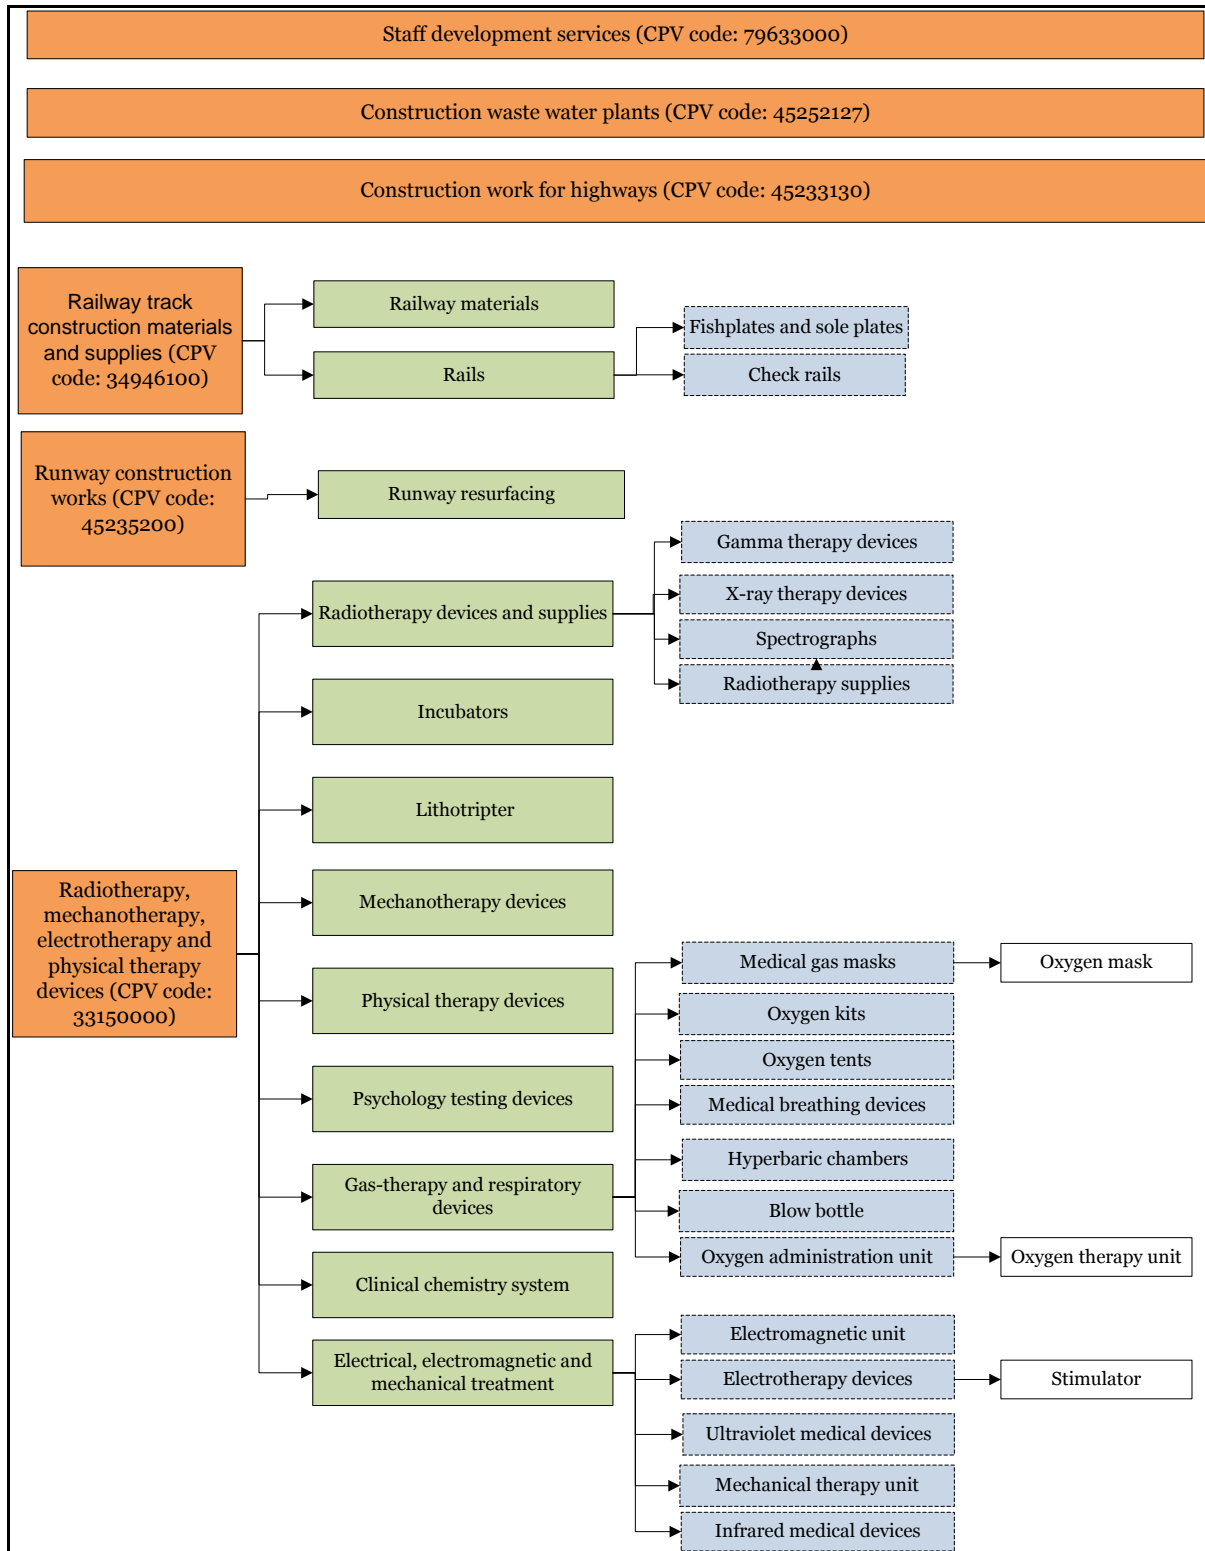 Staff development services (CPV code: 79633000)
Construction waste water plants (CPV code: 45252127)
Construction work for highways (CPV code: 45233130)
Railway track
construction materials
and supplies (CPV
code: 34946100)
Railway materials
Rails
Fishplates and sole plates
Check rails
Runway construction
works (CPV code:
45235200)
Runway resurfacing
Radiotherapy,
mechanotherapy,
electrotherapy and
physical therapy
devices (CPV code:
33150000)
Radiotherapy devices and supplies
Gamma therapy devices
X-ray therapy devices
Spectrographs
Radiotherapy supplies
Incubators
Lithotripter
Mechanotherapy devices
Physical therapy devices
Psychology testing devices
Gas-therapy and respiratory
devices
Medical gas masks
Oxygen mask
Oxygen kits
Oxygen tents
Medical breathing devices
Hyperbaric chambers
Blow bottle
Oxygen administration unit
Oxygen therapy unit
Clinical chemistry system
Electrical, electromagnetic and
mechanical treatment
Electromagnetic unit
Electrotherapy devices
Stimulator
Ultraviolet medical devices
Mechanical therapy unit
Infrared medical devices